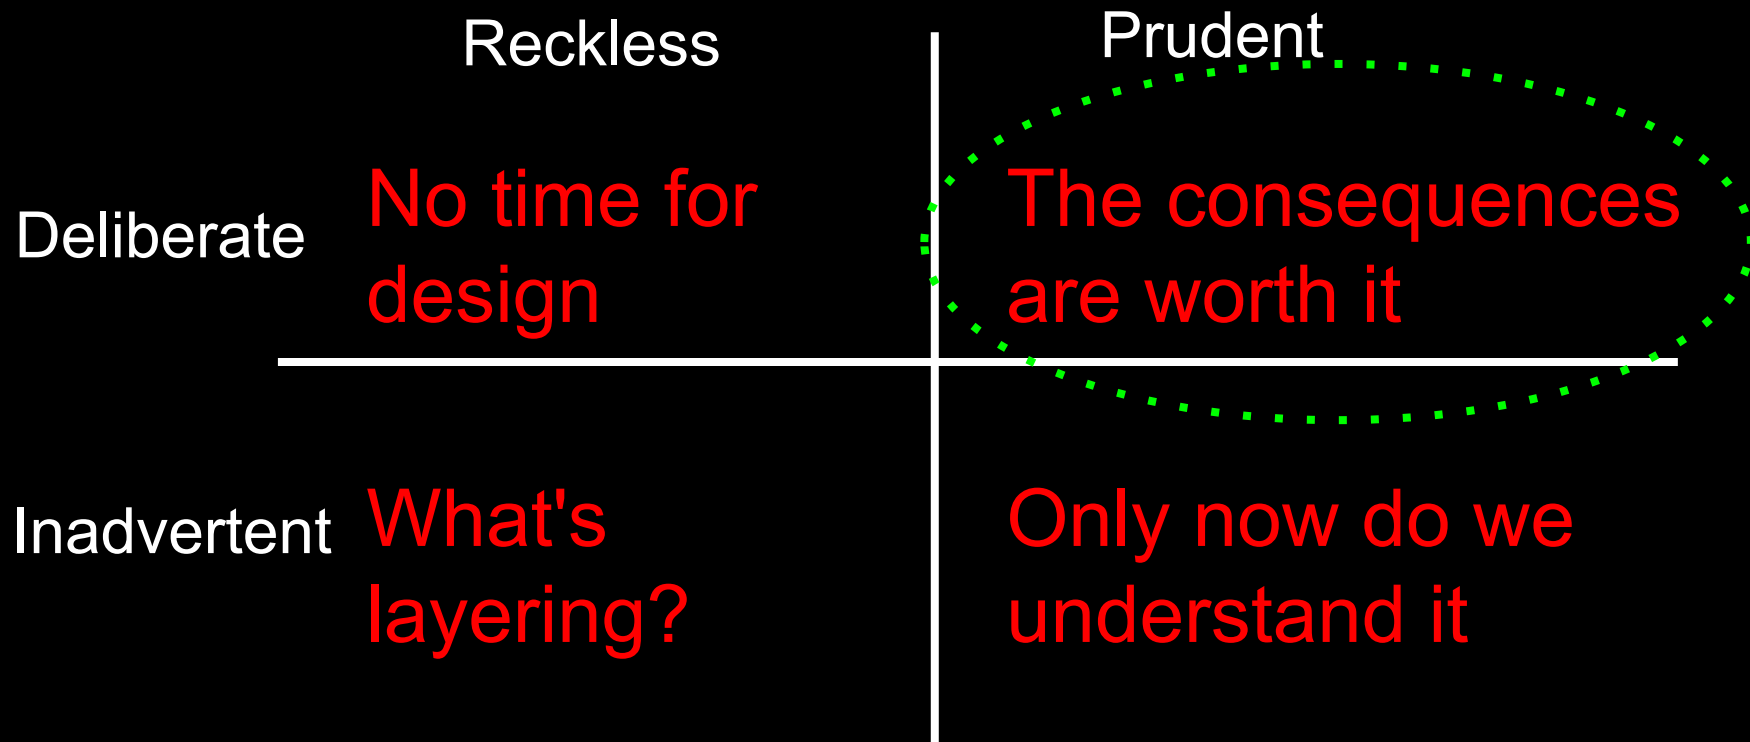 Reckless
Prudent
Deliberate
No time for
design
The consequences
are worth it
Inadvertent
What's
layering?
Only now do we
understand it